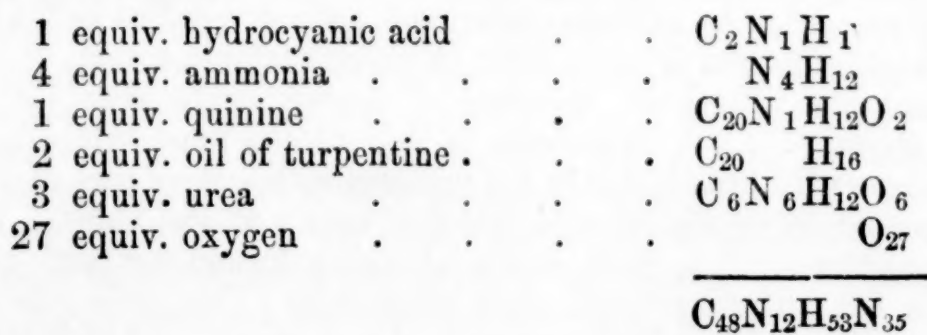 1 equiv. hydrocyanic acid . . C₂N₁H₁
4 equiv. ammonia . . . . . N₄H₁₂
1 equiv. quinine . . . . C₂₀N₁H₁₂O₂
2 equiv. oil of turpentine . . . C₂₀ H₁₆
3 equiv. urea . . . . C₆N₆H₁₂O₆
27 equiv. oxygen . . . . O₂₇
C₄₈N₁₂H₅₃N₃₅